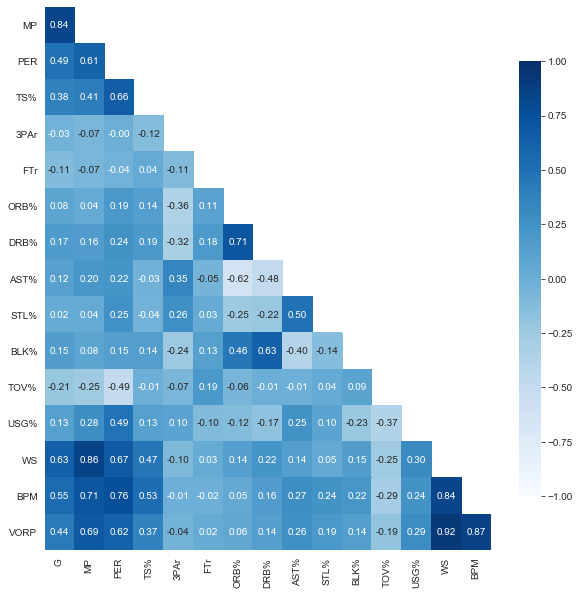 MP 0.84
PER 0.49 0.61
TS% 0.38 0.41 0.66
3PAr -0.03 -0.07 -0.00 -0.12
FTr -0.11 -0.07 -0.04 0.04 -0.11
ORB% 0.08 0.04 0.19 0.14 -0.36 0.11
DRB% 0.17 0.16 0.24 0.19 -0.32 0.18 0.71
AST% 0.12 0.20 0.22 -0.03 0.35 -0.05 -0.62 -0.48
STL% 0.02 0.04 0.25 -0.04 0.26 0.03 -0.25 -0.22 0.50
BLK% 0.15 0.08 0.15 0.14 -0.24 0.13 0.46 0.63 -0.40 -0.14
TOV% -0.21 -0.25 -0.49 -0.01 -0.07 0.19 -0.06 -0.01 -0.01 0.04 0.09
USG% 0.13 0.28 0.49 0.13 0.10 -0.10 -0.12 -0.17 0.25 0.10 -0.23 -0.37
WS 0.63 0.86 0.67 0.47 -0.10 0.03 0.14 0.22 0.14 0.05 0.15 -0.25 0.30
BPM 0.55 0.71 0.76 0.53 -0.01 -0.02 0.05 0.16 0.27 0.24 0.22 -0.29 0.24 0.84
VORP 0.44 0.69 0.62 0.37 -0.04 0.02 0.06 0.14 0.26 0.19 0.14 -0.19 0.29 0.92 0.87
G MP PER TS% 3PAr FTr ORB% DRB% AST% STL% BLK% TOV% USG% WS BPM
1.00
0.75
0.50
0.25
0.00
−0.25
−0.50
−0.75
−1.00